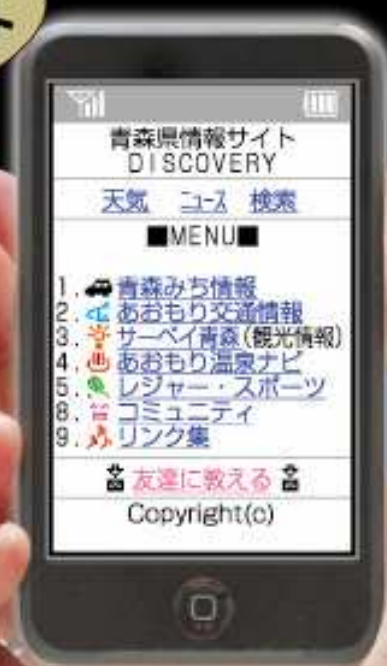 青森県情報サイト
DISCOVERY
天気 ニュース 検索
■MENU■
1. 青森みち情報
2. あおもり交通情報
3. サーベイ青森(観光情報)
4. あおもり温泉ナビ
5. レジャー・スポーツ
8. コミュニティ
9. リンク集
友達に教える
Copyright(c)